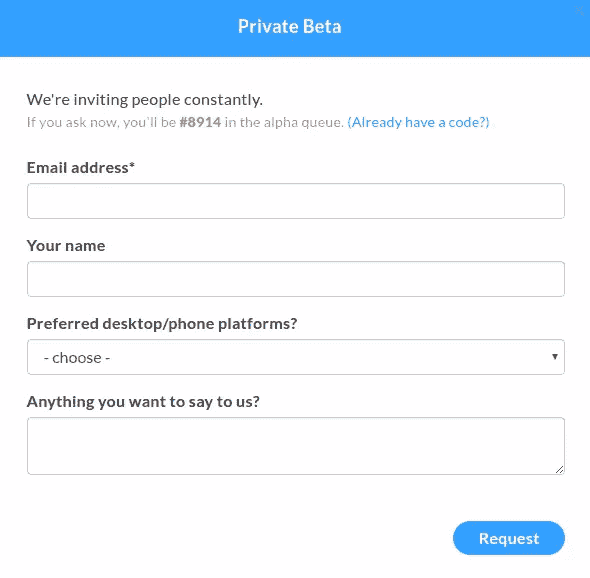 Private Beta
We're inviting people constantly.
If you ask now, you'll be #8914 in the alpha queue. (Already have a code?)
Email address*
Your name
Preferred desktop/phone platforms?
- choose -
Anything you want to say to us?
Request